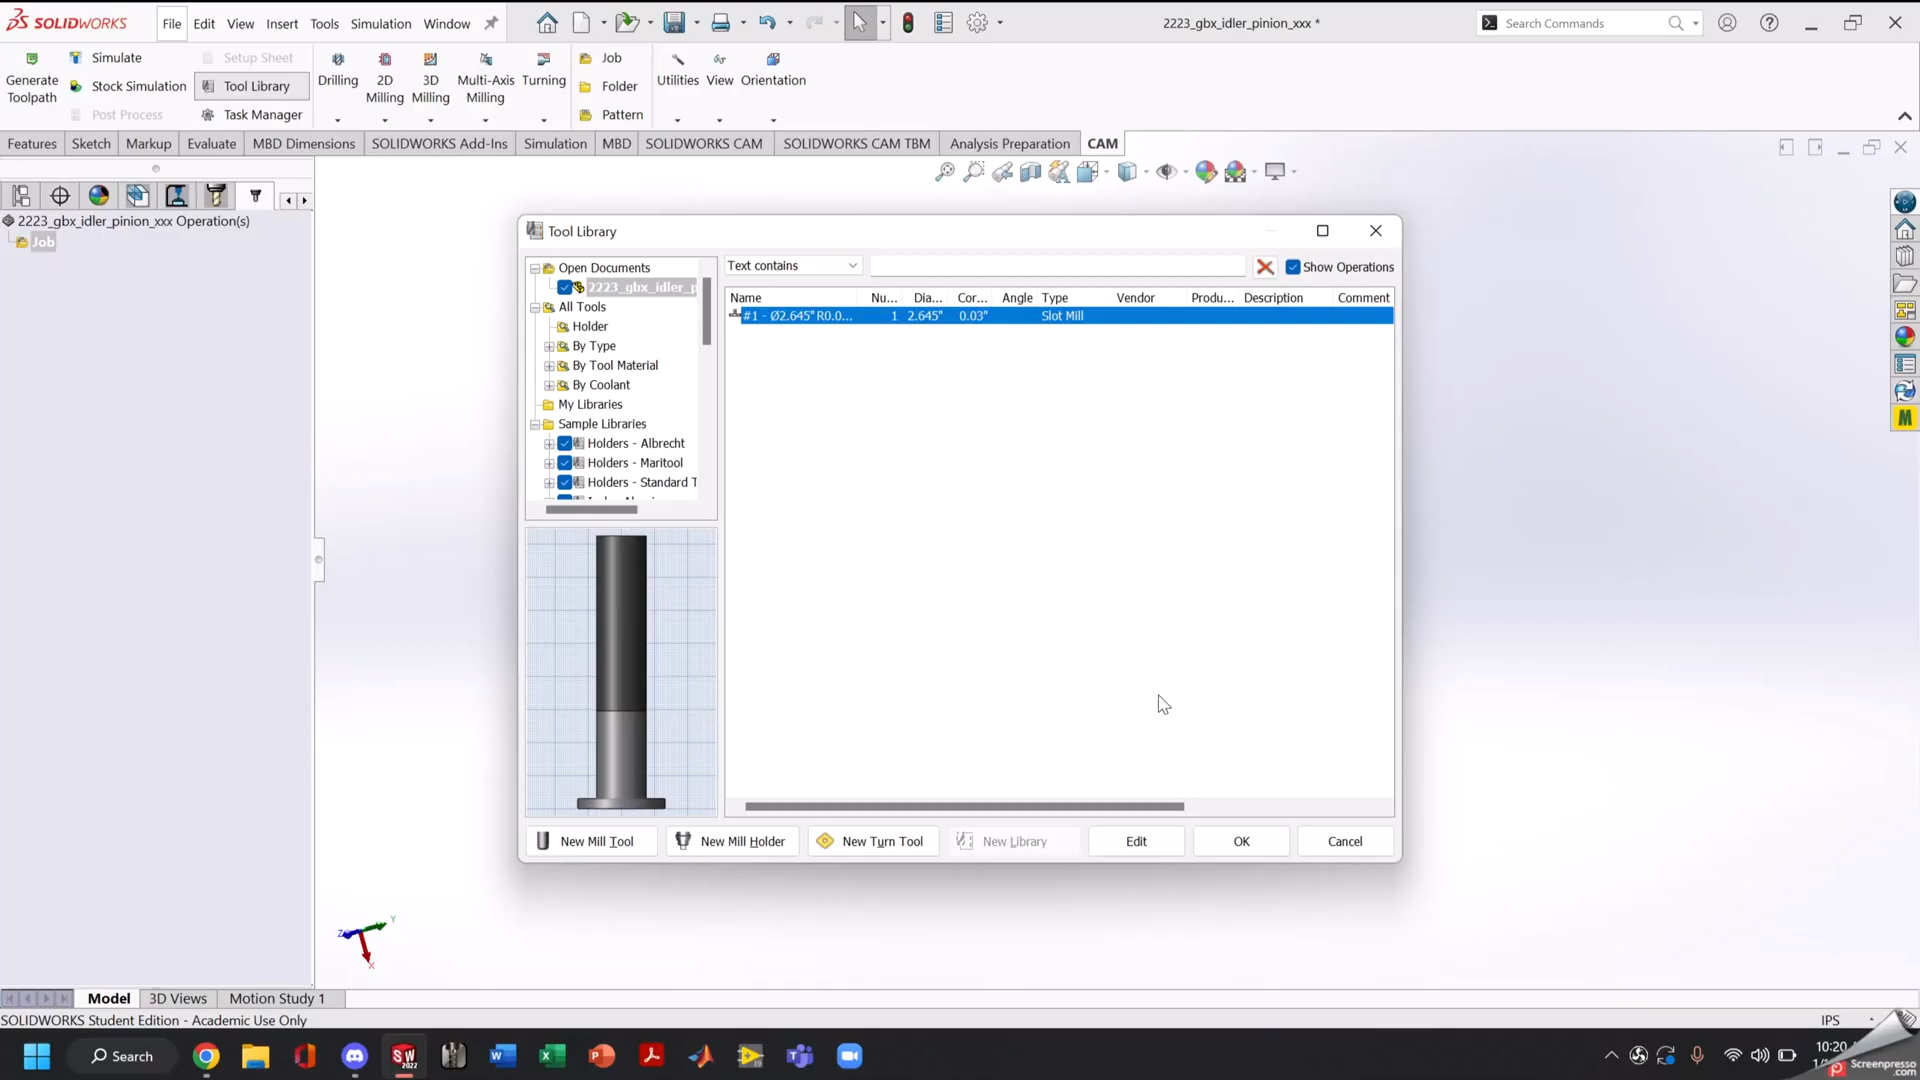 SOLIDWORKS File Edit View Insert Tools Simulation Window 2223_gbx_idler_pinion_xxx * Search Commands
Generate Toolpath
Simulate
Stock Simulation
Post Process
Setup Sheet
Tool Library
Task Manager
Drilling
2D Milling
3D Milling
Multi-Axis Milling
Turning
Job
Folder
Pattern
Utilities
View
Orientation
Features Sketch Markup Evaluate MBD Dimensions SOLIDWORKS Add-Ins Simulation MBD SOLIDWORKS CAM SOLIDWORKS CAM TBM Analysis Preparation CAM
2223_gbx_idler_pinion_xxx Operation(s)
Job
Tool Library
Open Documents
2223_gbx_idler_p
All Tools
Holder
By Type
By Tool Material
By Coolant
My Libraries
Sample Libraries
Holders - Albrecht
Holders - Maritool
Holders - Standard T
Text contains
Show Operations
Name Nu... Dia... Cor... Angle Type Vendor Produ... Description Comment
#1 - Ø2.645" R0.0... 1 2.645" 0.03" Slot Mill
New Mill Tool New Mill Holder New Turn Tool New Library Edit OK Cancel
Z Y X
Model 3D Views Motion Study 1
SOLIDWORKS Student Edition - Academic Use Only IPS
Search
SW 2022
10:20
Screenpresso
.com